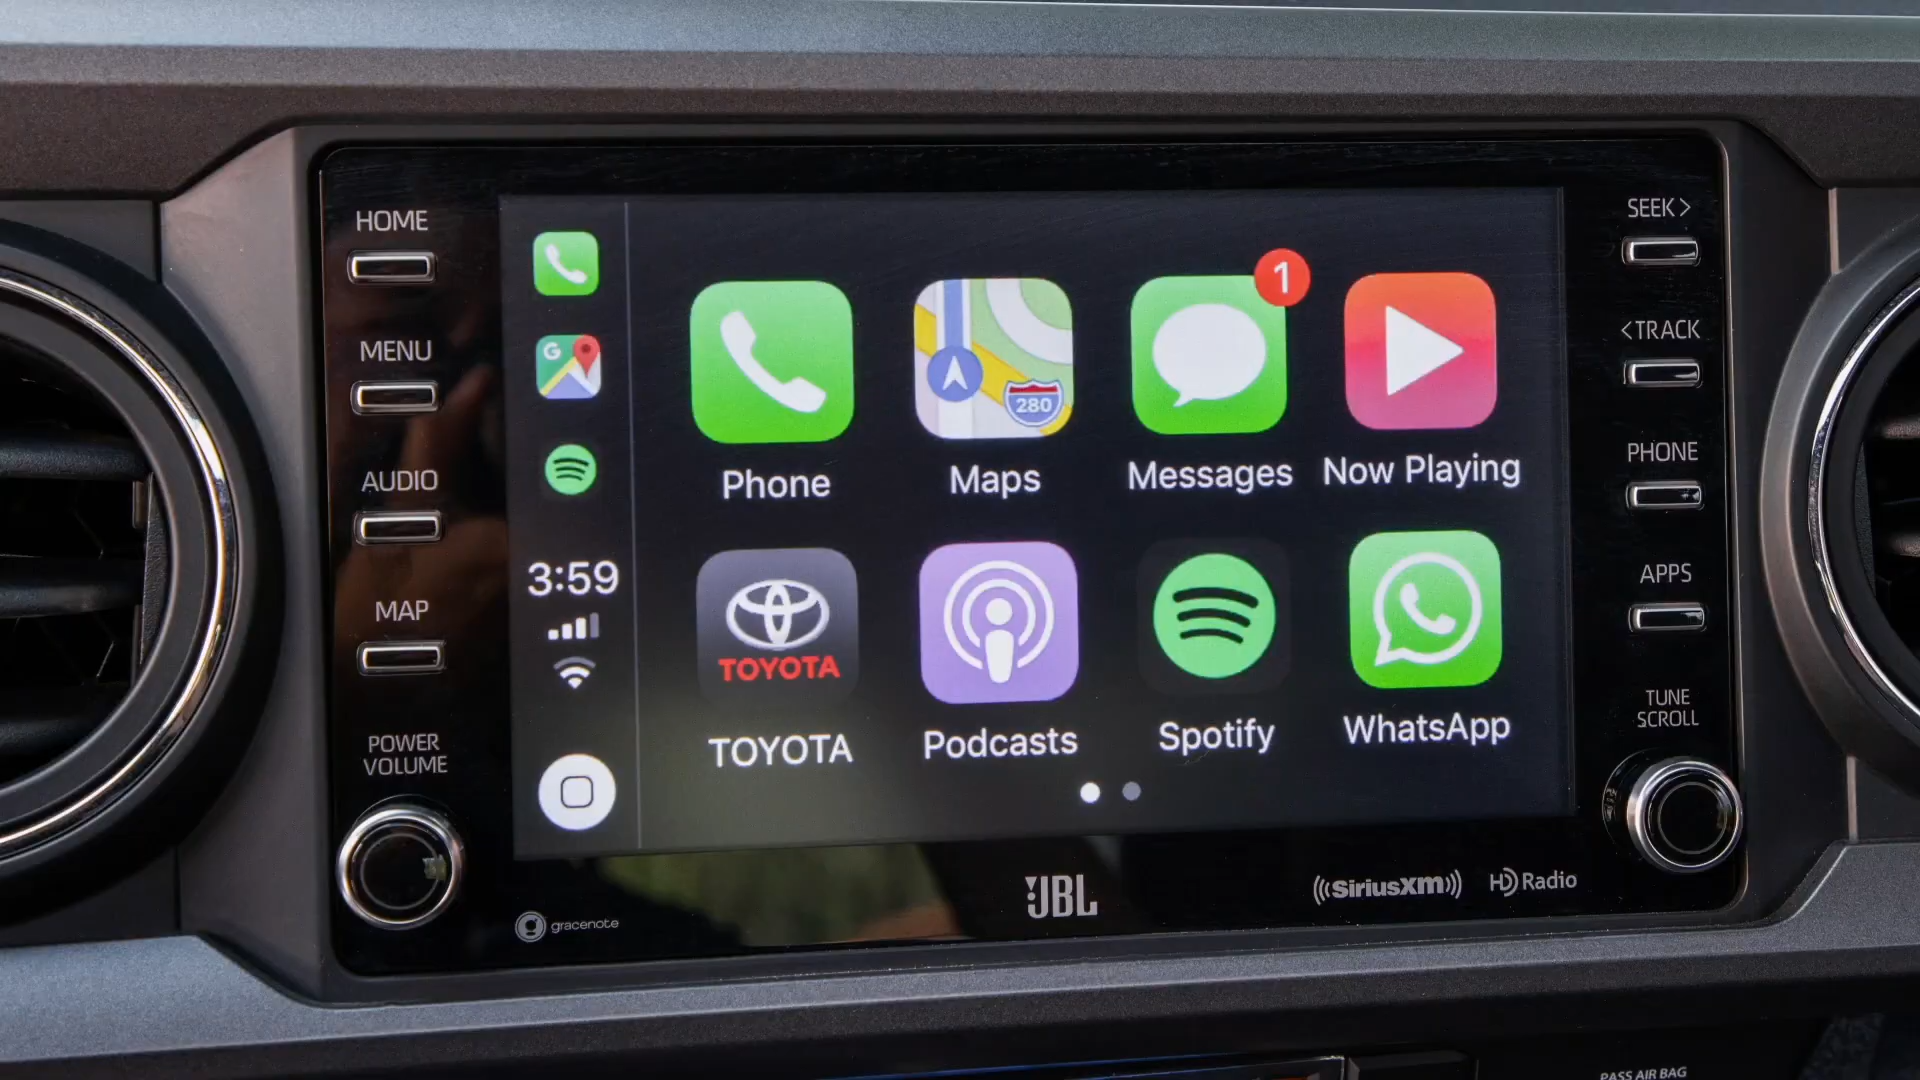 HOME
MENU
AUDIO
MAP
POWER
VOLUME
G
3:59
280
1
Phone
Maps
Messages
Now Playing
TOYOTA
TOYOTA
Podcasts
Spotify
WhatsApp
SEEK>
<TRACK
PHONE
APPS
TUNE
SCROLL
gracenote
JBL
((SiriusXM))
HD Radio
PASS AIR BAG